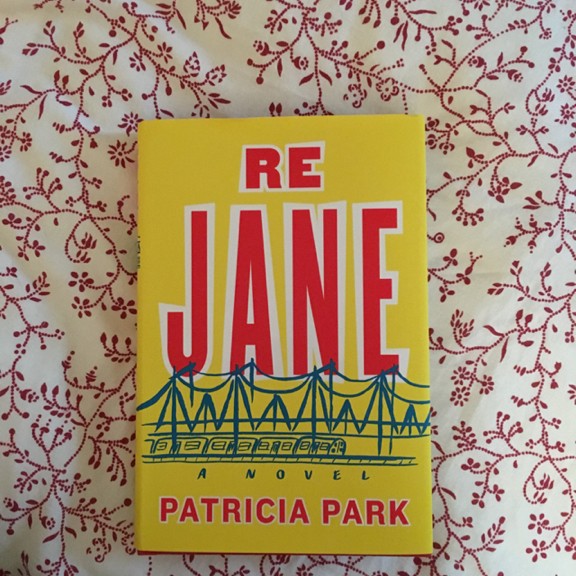 RE
JANE
A NOVEL
PATRICIA PARK